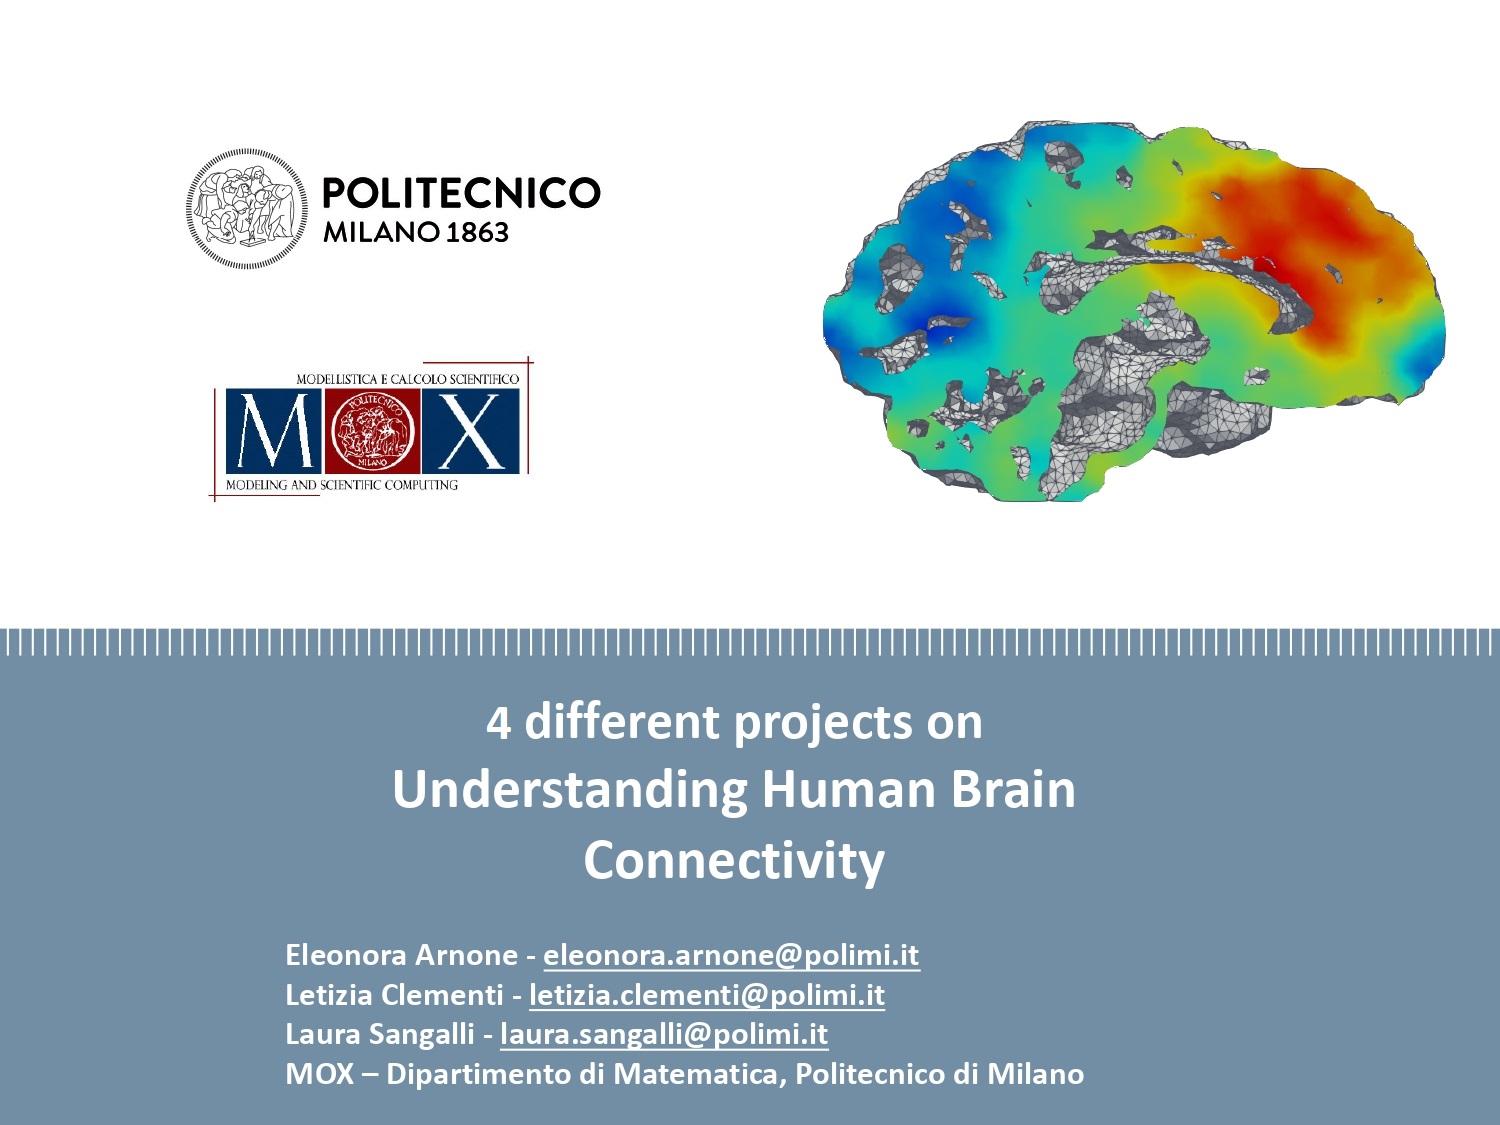 POLITECNICO
MILANO 1863
MODELLISTICA E CALCOLO SCIENTIFICO
MOX
POLITECNICO
MILANO
MODELING AND SCIENTIFIC COMPUTING
4 different projects on
Understanding Human Brain
Connectivity
Eleonora Arnone - eleonora.arnone@polimi.it
Letizia Clementi - letizia.clementi@polimi.it
Laura Sangalli - laura.sangalli@polimi.it
MOX – Dipartimento di Matematica, Politecnico di Milano